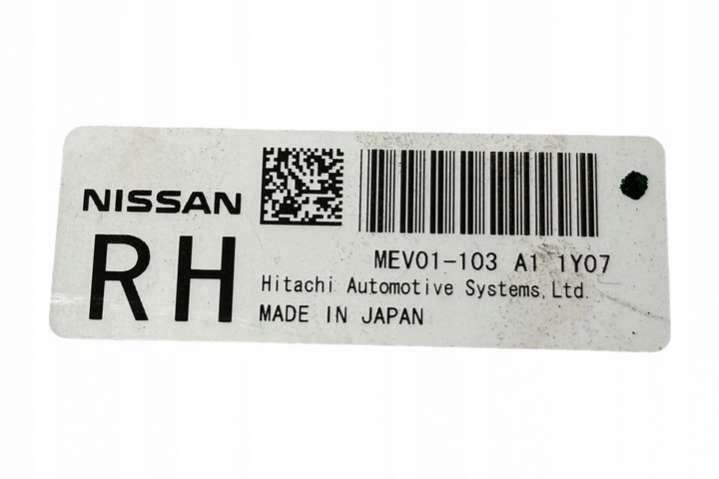 NISSAN
RH
MEV01-103 A1 1Y07
Hitachi Automotive Systems,Ltd.
MADE IN JAPAN